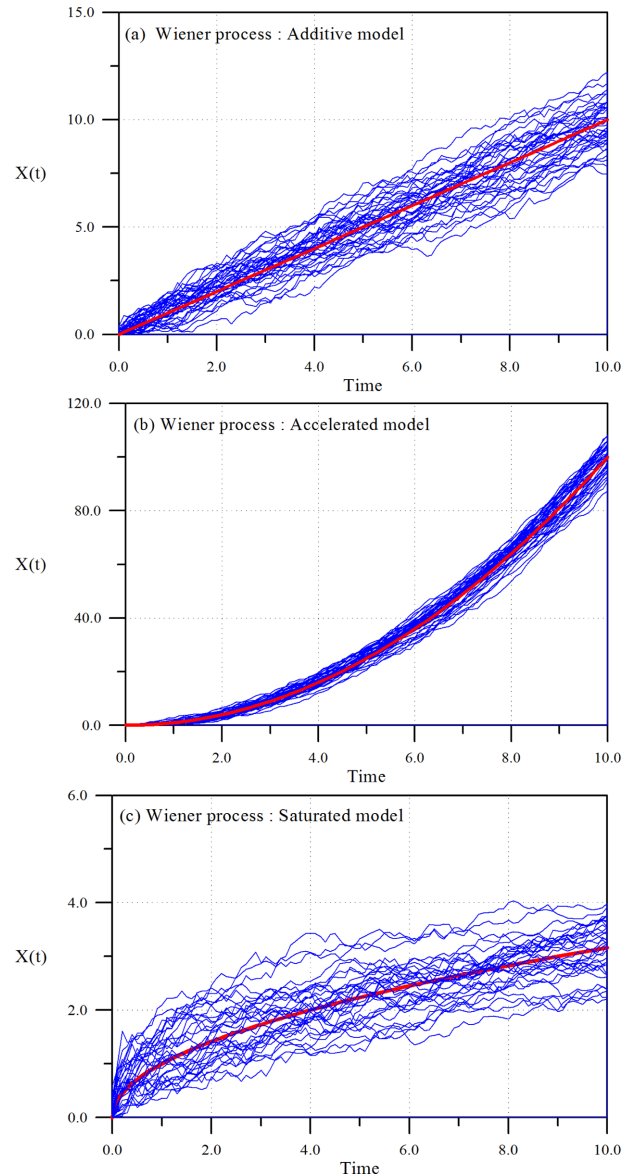 15.0
(a) Wiener process : Additive model
10.0
X(t)
5.0
0.0
0.0 2.0 4.0 6.0 8.0 10.0
Time
120.0
(b) Wiener process : Accelerated model
80.0
X(t)
40.0
0.0
0.0 2.0 4.0 6.0 8.0 10.0
Time
6.0
(c) Wiener process : Saturated model
4.0
X(t)
2.0
0.0
0.0 2.0 4.0 6.0 8.0 10.0
Time